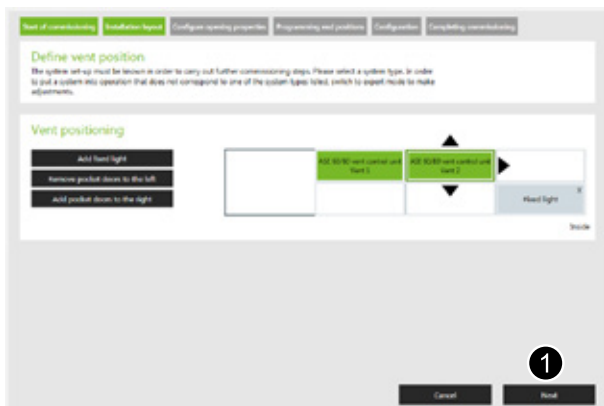 Start of commissioning
Installation layout
Configure opening properties
Programming end positions
Configuration
Completing commissioning
Define vent position
The system set-up must be known in order to carry out further commissioning steps. Please select a system type. In order
to put a system into operation that does not correspond to one of the system types listed, switch to expert mode to make
adjustments.
Vent positioning
Add fixed light
Remove pocket doors to the left
Add pocket doors to the right
vent control unit
Vent 1
vent control unit
Vent 2
X
Fixed light
Inside
1
Cancel
Next